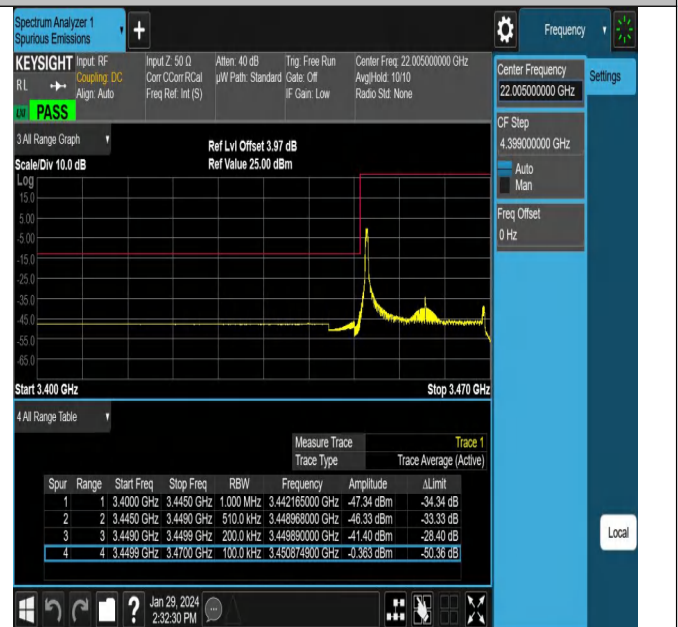 Spectrum Analyzer 1
Spurious Emissions
+
Frequency
KEYSIGHT
RL
Input: RF
Coupling: DC
Align: Auto
Input Z: 50 Ω
Corr CCorr RCal
Freq Ref: Int (S)
Atten: 40 dB
µW Path: Standard
Trig: Free Run
Gate: Off
IF Gain: Low
Center Freq: 22.005000000 GHz
Avg|Hold: 10/10
Radio Std: None
PASS
Center Frequency
22.005000000 GHz
Settings
CF Step
4.399000000 GHz
Auto
Man
Freq Offset
0 Hz
3 All Range Graph
Ref Lvl Offset 3.97 dB
Scale/Div 10.0 dB
Ref Value 25.00 dBm
Log
15.0
5.00
-5.00
-15.0
-25.0
-35.0
-45.0
-55.0
-65.0
Start 3.400 GHz
Stop 3.470 GHz
4 All Range Table
Measure Trace Trace 1
Trace Type Trace Average (Active)
Spur Range Start Freq Stop Freq RBW Frequency Amplitude ΔLimit
1 1 3.4000 GHz 3.4450 GHz 1.000 MHz 3.442165000 GHz -47.34 dBm -34.34 dB
2 2 3.4450 GHz 3.4490 GHz 510.0 kHz 3.448968000 GHz -46.33 dBm -33.33 dB
3 3 3.4490 GHz 3.4499 GHz 200.0 kHz 3.449890000 GHz -41.40 dBm -28.40 dB
4 4 3.4499 GHz 3.4700 GHz 100.0 kHz 3.450874900 GHz -0.363 dBm -50.36 dB
Local
?
Jan 29, 2024
2:32:30 PM